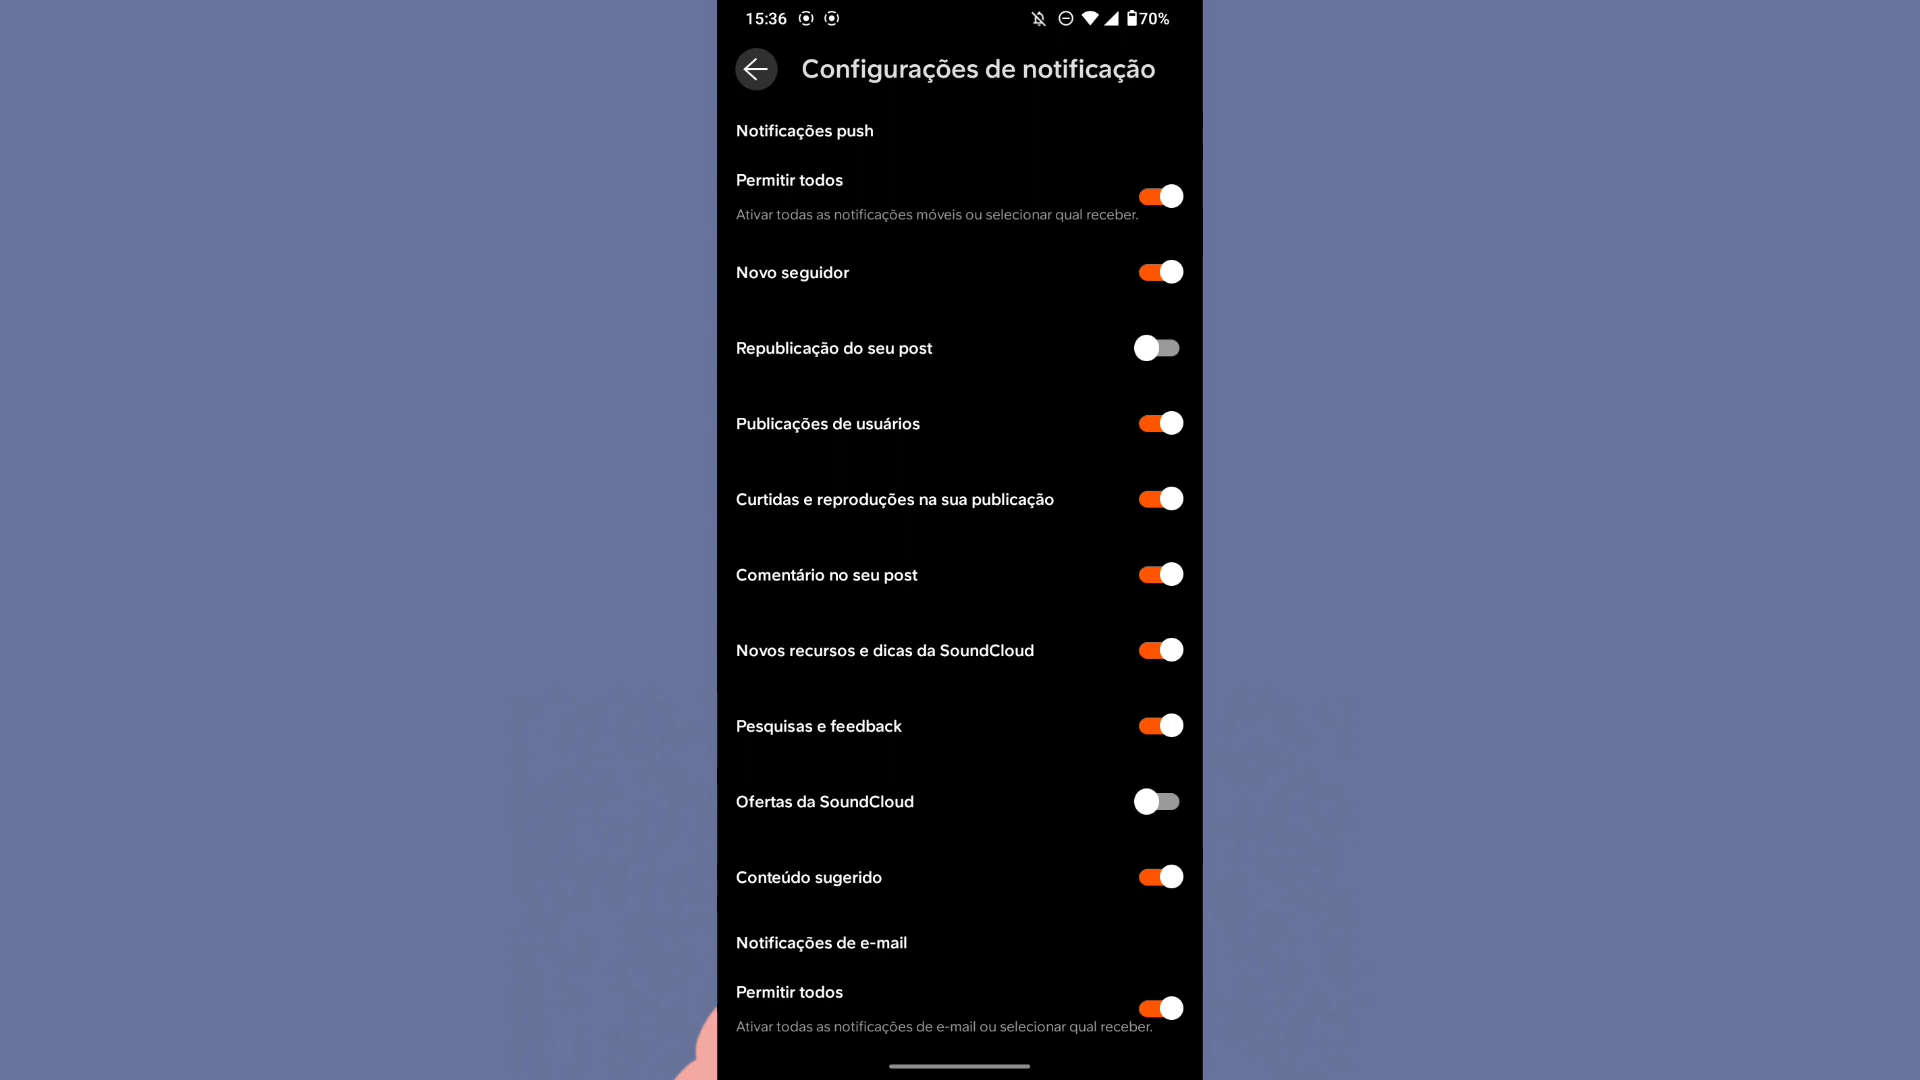 15:36
70%
Configurações de notificação
Notificações push
Permitir todos
Ativar todas as notificações móveis ou selecionar qual receber.
Novo seguidor
Republicação do seu post
Publicações de usuários
Curtidas e reproduções na sua publicação
Comentário no seu post
Novos recursos e dicas da SoundCloud
Pesquisas e feedback
Ofertas da SoundCloud
Conteúdo sugerido
Notificações de e-mail
Permitir todos
Ativar todas as notificações de e-mail ou selecionar qual receber.